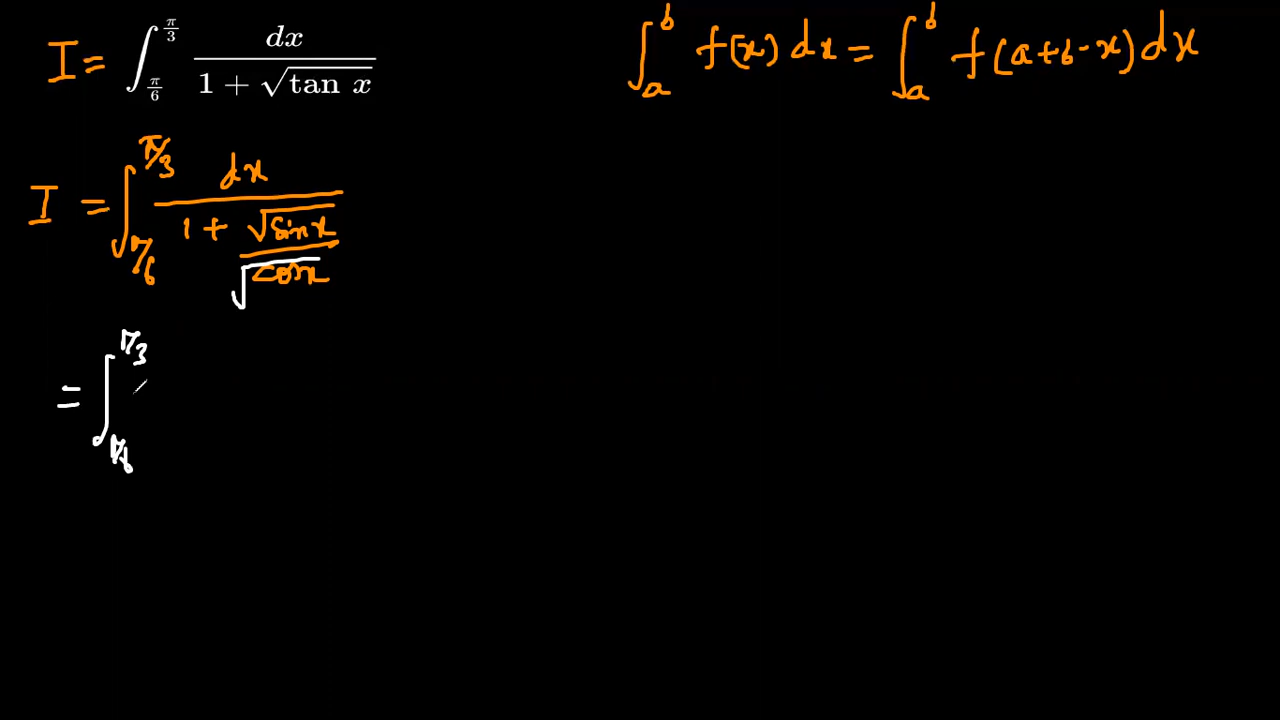 I = ∫_{π/6}^{π/3} dx / (1 + √(tan x))
∫_a^b f(x) dx = ∫_a^b f(a+b-x) dx
I = ∫_{π/6}^{π/3} dx / (1 + √(sin x) / √(cos x))
= ∫_{π/6}^{π/3}